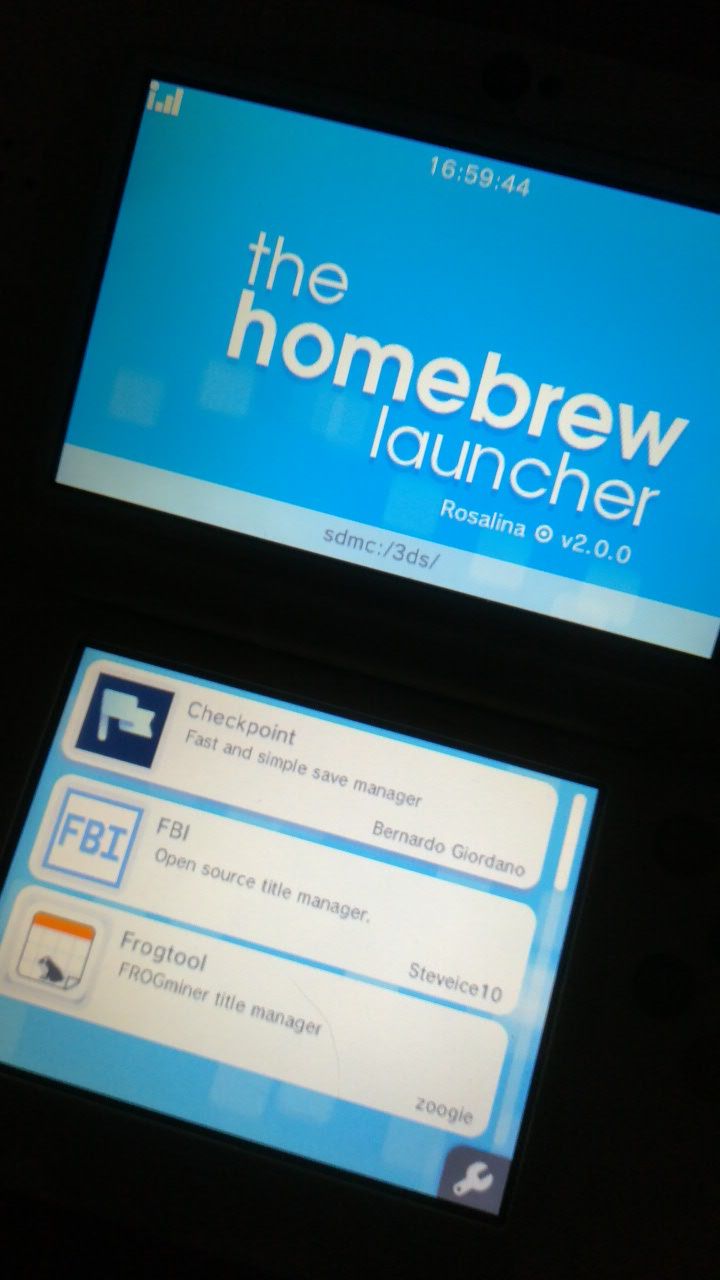 16:59:44
the
homebrew
launcher
Rosalina v2.0.0
sdmc:/3ds/
Checkpoint
Fast and simple save manager
Bernardo Giordano
FBI
FBI
Open source title manager.
Steveice10
Frogtool
FROGminer title manager
zoogie